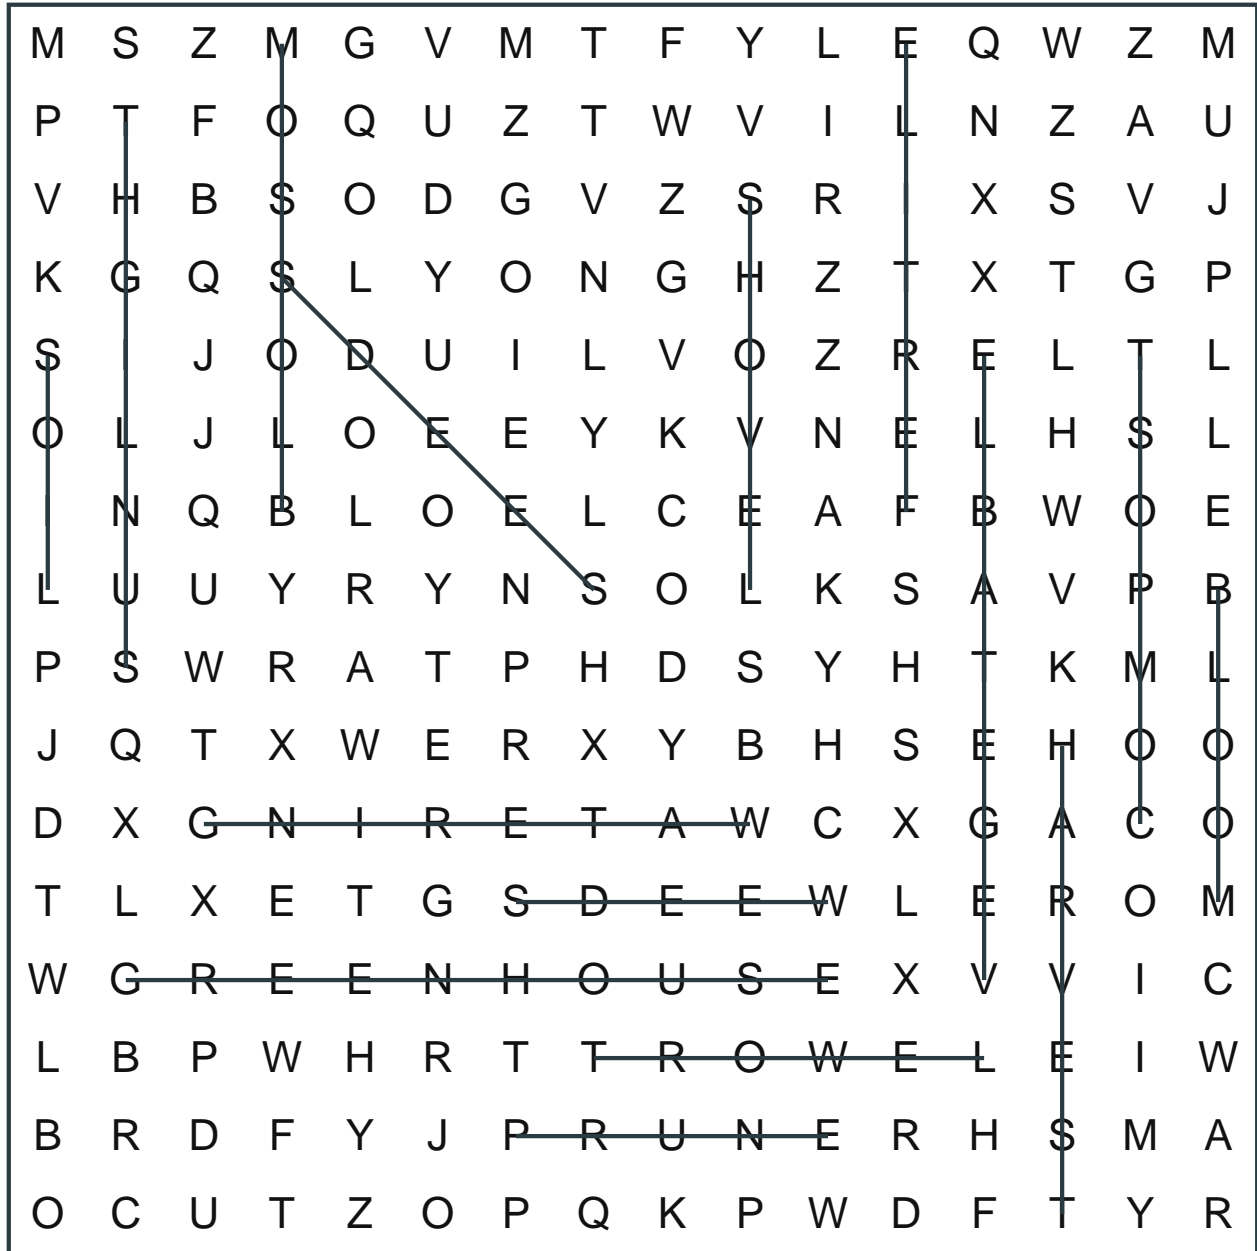 M S Z M G V M T F Y L E Q W Z M
P T F O Q U Z T W V I L N Z A U
V H B S O D G V Z S R I X S V J
K G Q S L Y O N G H Z T X T G P
S I J O D U I L V O Z R E L T L
O L J L O E E Y K V N E L H S L
I N Q B L O E L C E A F B W O E
L U U Y R Y N S O L K S A V P B
P S W R A T P H D S Y H T K M L
J Q T X W E R X Y B H S E H O O
D X G N I R E T A W C X G A C O
T L X E T G S D E E W L E R O M
W G R E E N H O U S E X V V I C
L B P W H R T T R O W E L E I W
B R D F Y J P R U N E R H S M A
O C U T Z O P Q K P W D F T Y R